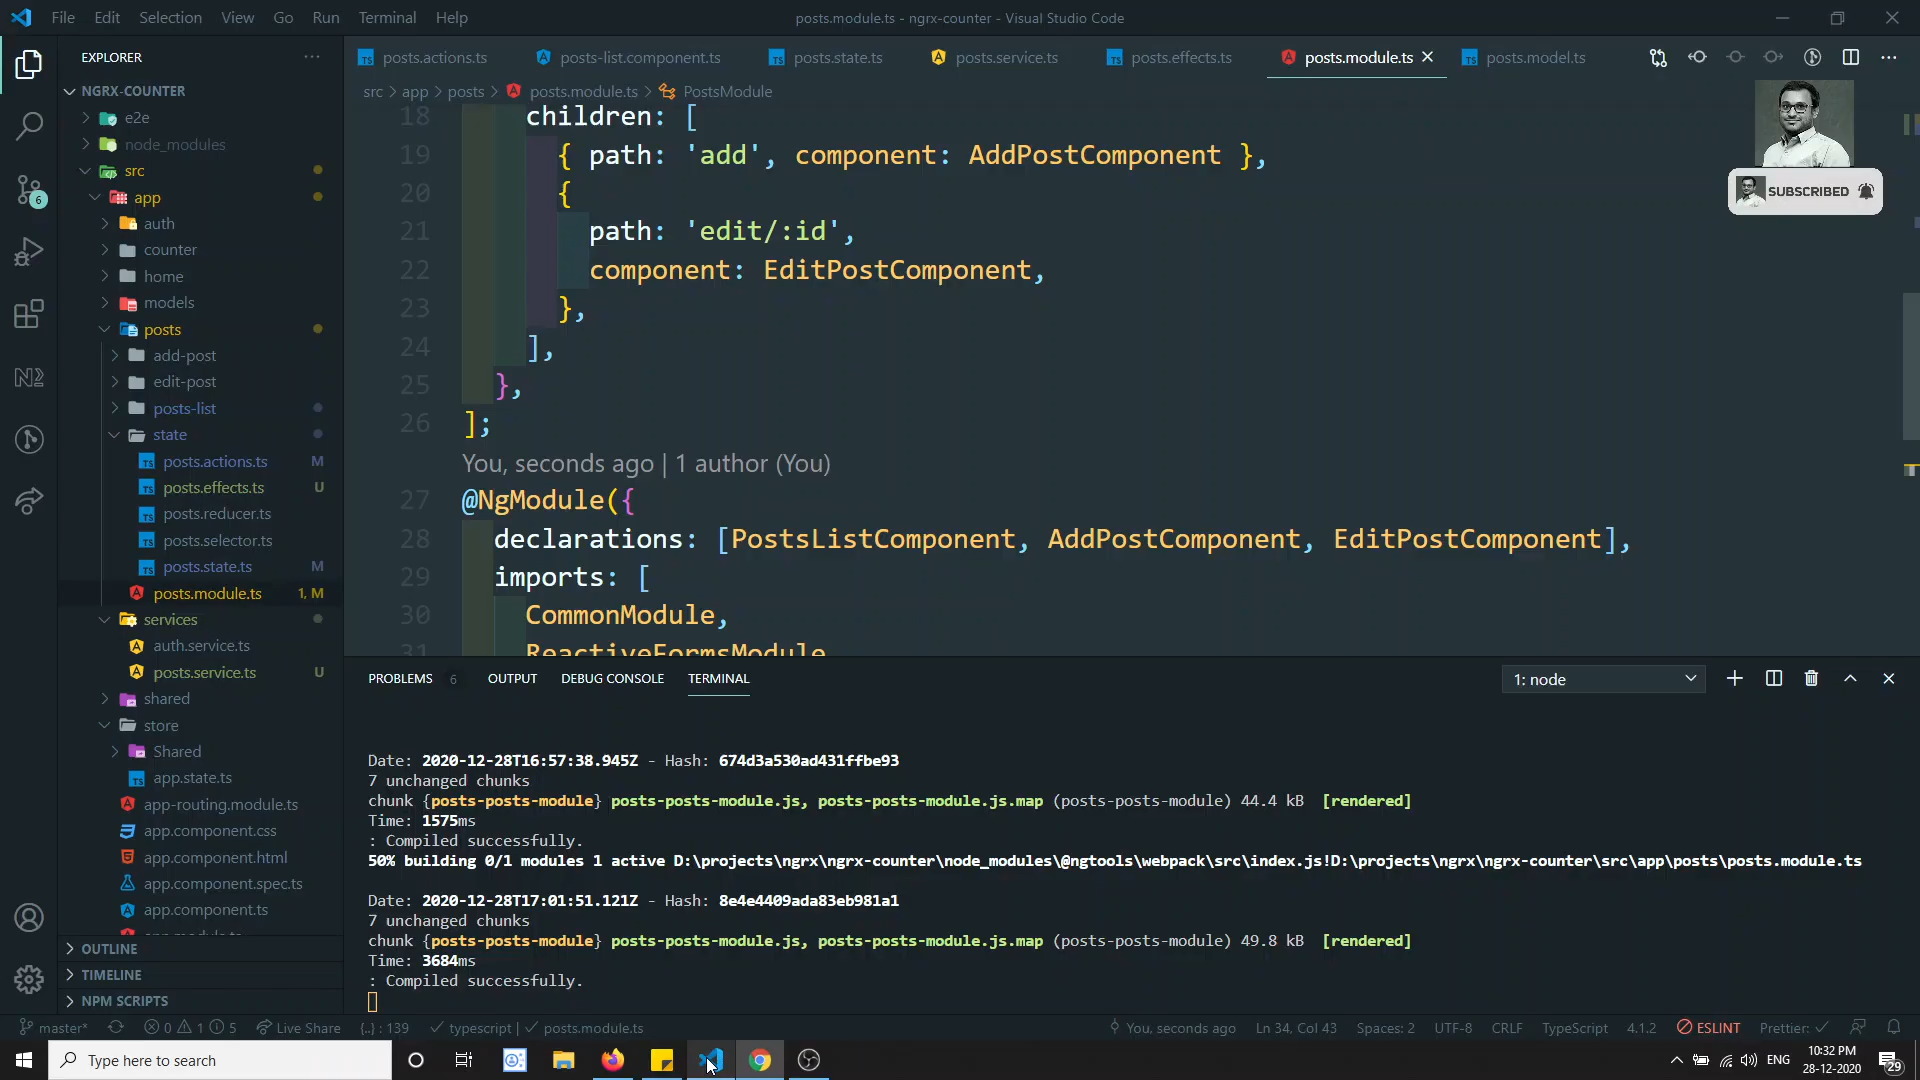 File Edit Selection View Go Run Terminal Help
posts.module.ts - ngrx-counter - Visual Studio Code
EXPLORER
posts.actions.ts posts-list.component.ts posts.state.ts posts.service.ts posts.effects.ts posts.module.ts posts.model.ts
src > app > posts > posts.module.ts > PostsModule
NGRX-COUNTER
e2e
node_modules
src
app
auth
counter
home
models
posts
add-post
edit-post
posts-list
state
posts.actions.ts M
posts.effects.ts U
posts.reducer.ts
posts.selector.ts
posts.state.ts M
posts.module.ts 1, M
services
auth.service.ts
posts.service.ts U
shared
store
Shared
app.state.ts
app-routing.module.ts
app.component.css
app.component.html
app.component.spec.ts
app.component.ts
app.module.ts
OUTLINE
TIMELINE
NPM SCRIPTS
6
18 children: [
19 { path: 'add', component: AddPostComponent },
20 {
21 path: 'edit/:id',
22 component: EditPostComponent,
23 },
24 ],
25 },
26 ];
You, seconds ago | 1 author (You)
27 @NgModule({
28 declarations: [PostsListComponent, AddPostComponent, EditPostComponent],
29 imports: [
30 CommonModule,
31 ReactiveFormsModule
SUBSCRIBED
PROBLEMS 6 OUTPUT DEBUG CONSOLE TERMINAL
1: node
Date: 2020-12-28T16:57:38.945Z - Hash: 674d3a530ad431ffbe93
7 unchanged chunks
chunk {posts-posts-module} posts-posts-module.js, posts-posts-module.js.map (posts-posts-module) 44.4 kB [rendered]
Time: 1575ms
: Compiled successfully.
50% building 0/1 modules 1 active D:\projects\ngrx\ngrx-counter\node_modules\@ngtools\webpack\src\index.js!D:\projects\ngrx\ngrx-counter\src\app\posts\posts.module.ts
Date: 2020-12-28T17:01:51.121Z - Hash: 8e4e4409ada83eb981a1
7 unchanged chunks
chunk {posts-posts-module} posts-posts-module.js, posts-posts-module.js.map (posts-posts-module) 49.8 kB [rendered]
Time: 3684ms
: Compiled successfully.
master* 0 1 5 Live Share {..} : 139 typescript | posts.module.ts You, seconds ago Ln 34, Col 43 Spaces: 2 UTF-8 CRLF TypeScript 4.1.2 ESLINT Prettier:
Type here to search
ENG
10:32 PM
28-12-2020
29